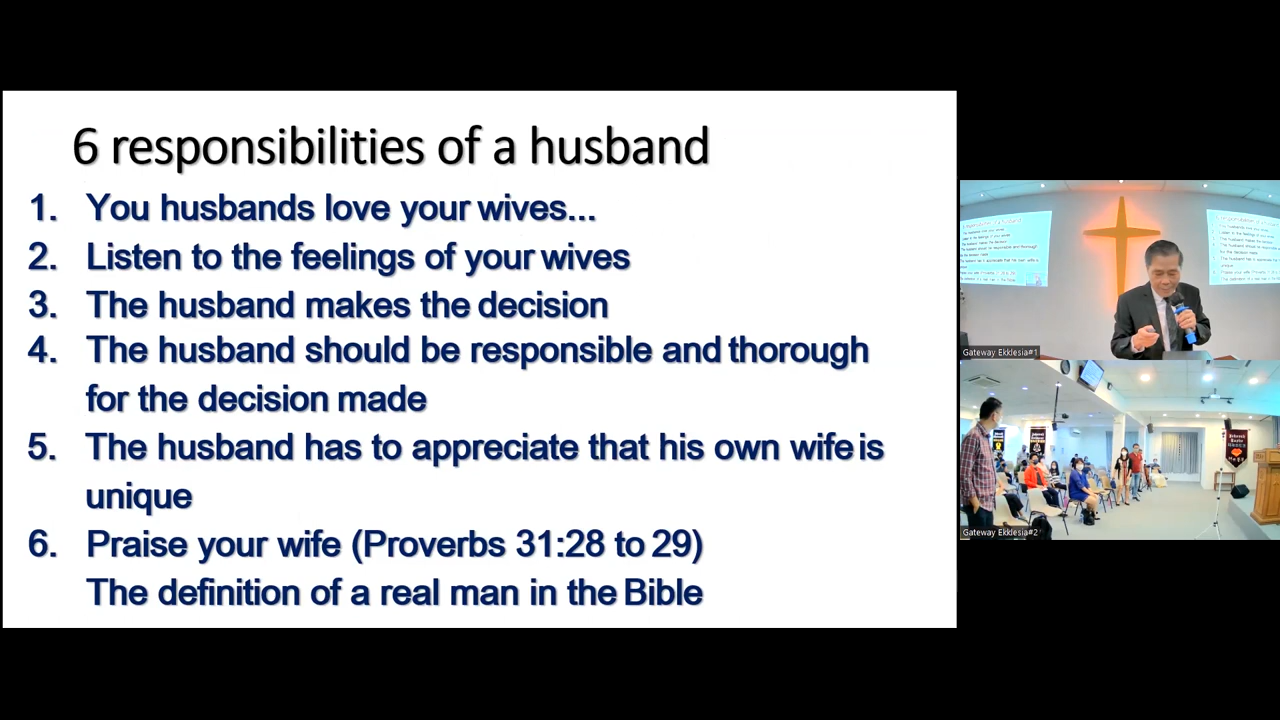 6 responsibilities of a husband
1. You husbands love your wives...
2. Listen to the feelings of your wives
3. The husband makes the decision
4. The husband should be responsible and thorough
for the decision made
5. The husband has to appreciate that his own wife is
unique
6. Praise your wife (Proverbs 31:28 to 29)
The definition of a real man in the Bible
Gateway Ekklesia#1
Gateway Ekklesia#2